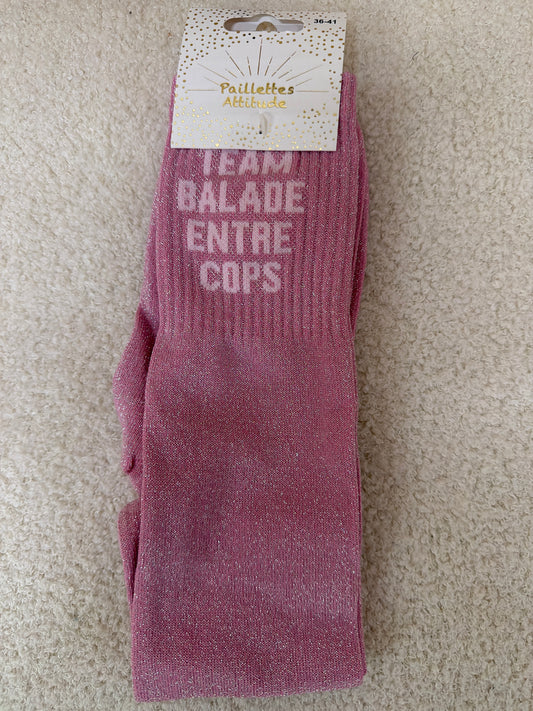 36-41
Paillettes
Attitude
TEAM
BALADE
ENTRE
COPS